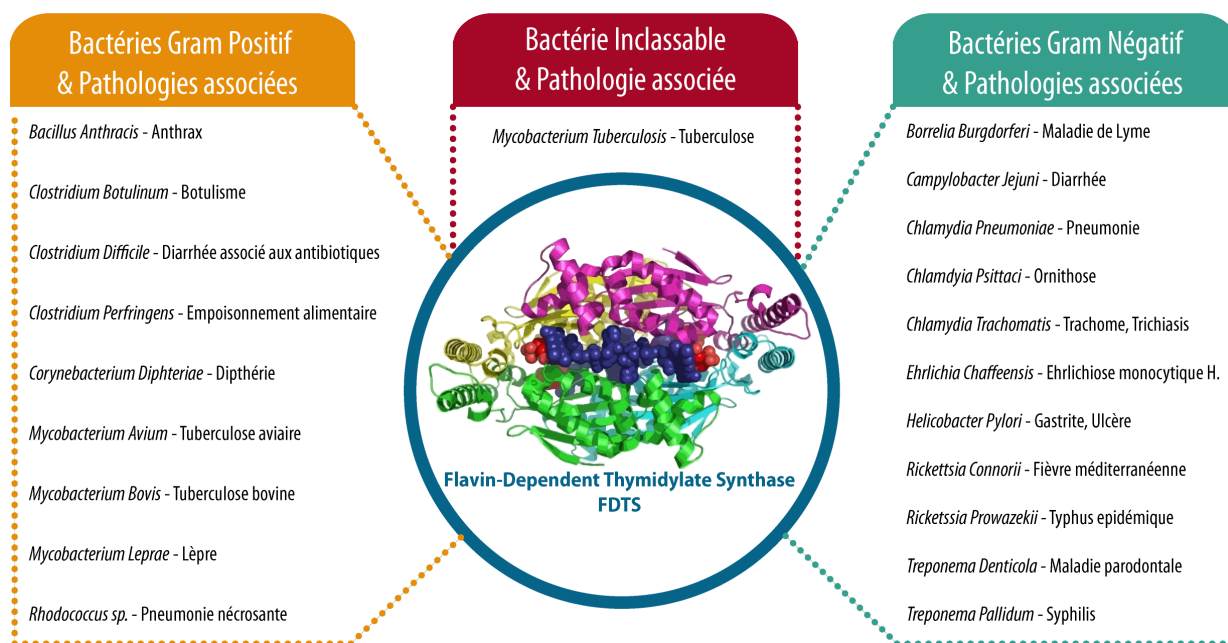 Bactéries Gram Positif
& Pathologies associées
Bacillus Anthracis - Anthrax
Clostridium Botulinum - Botulisme
Clostridium Difficile - Diarrhée associé aux antibiotiques
Clostridium Perfringens - Empoisonnement alimentaire
Corynebacterium Diphteriae - Dipthérie
Mycobacterium Avium - Tuberculose aviaire
Mycobacterium Bovis - Tuberculose bovine
Mycobacterium Leprae - Lèpre
Rhodococcus sp. - Pneumonie nécrosante
Bactérie Inclassable
& Pathologie associée
Mycobacterium Tuberculosis - Tuberculose
Flavin-Dependent Thymidylate Synthase
FDTS
Bactéries Gram Négatif
& Pathologies associées
Borrelia Burgdorferi - Maladie de Lyme
Campylobacter Jejuni - Diarrhée
Chlamydia Pneumoniae - Pneumonie
Chlamdyia Psittaci - Ornithose
Chlamydia Trachomatis - Trachome, Trichiasis
Ehrlichia Chaffeensis - Ehrlichiose monocytique H.
Helicobacter Pylori - Gastrite, Ulcère
Rickettsia Connorii - Fièvre méditerranéenne
Ricketssia Prowazekii - Typhus epidémique
Treponema Denticola - Maladie parodontale
Treponema Pallidum - Syphilis